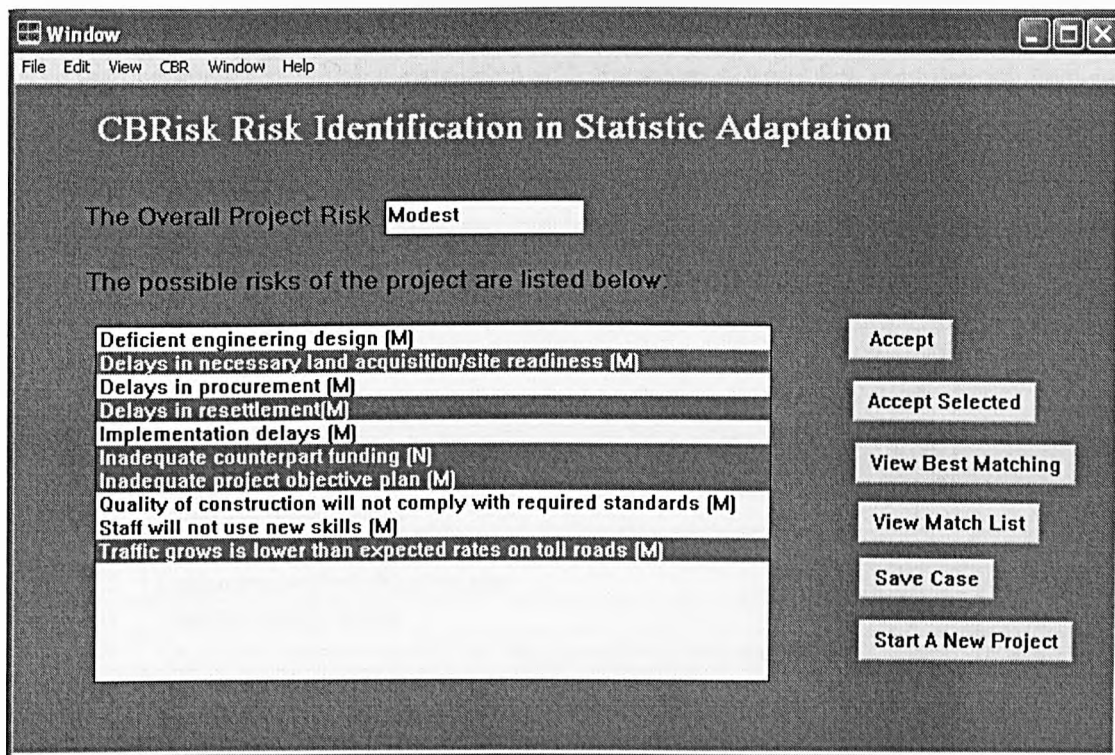 Window
File Edit View CBR Window Help
CBRisk Risk Identification in Statistic Adaptation
The Overall Project Risk Modest
The possible risks of the project are listed below:
Deficient engineering design (M)
Delays in necessary land acquisition/site readiness (M)
Delays in procurement (M)
Delays in resettlement(M)
Implementation delays (M)
Inadequate counterpart funding (N)
Inadequate project objective plan (M)
Quality of construction will not comply with required standards (M)
Staff will not use new skills (M)
Traffic grows is lower than expected rates on toll roads (M)
Accept
Accept Selected
View Best Matching
View Match List
Save Case
Start A New Project